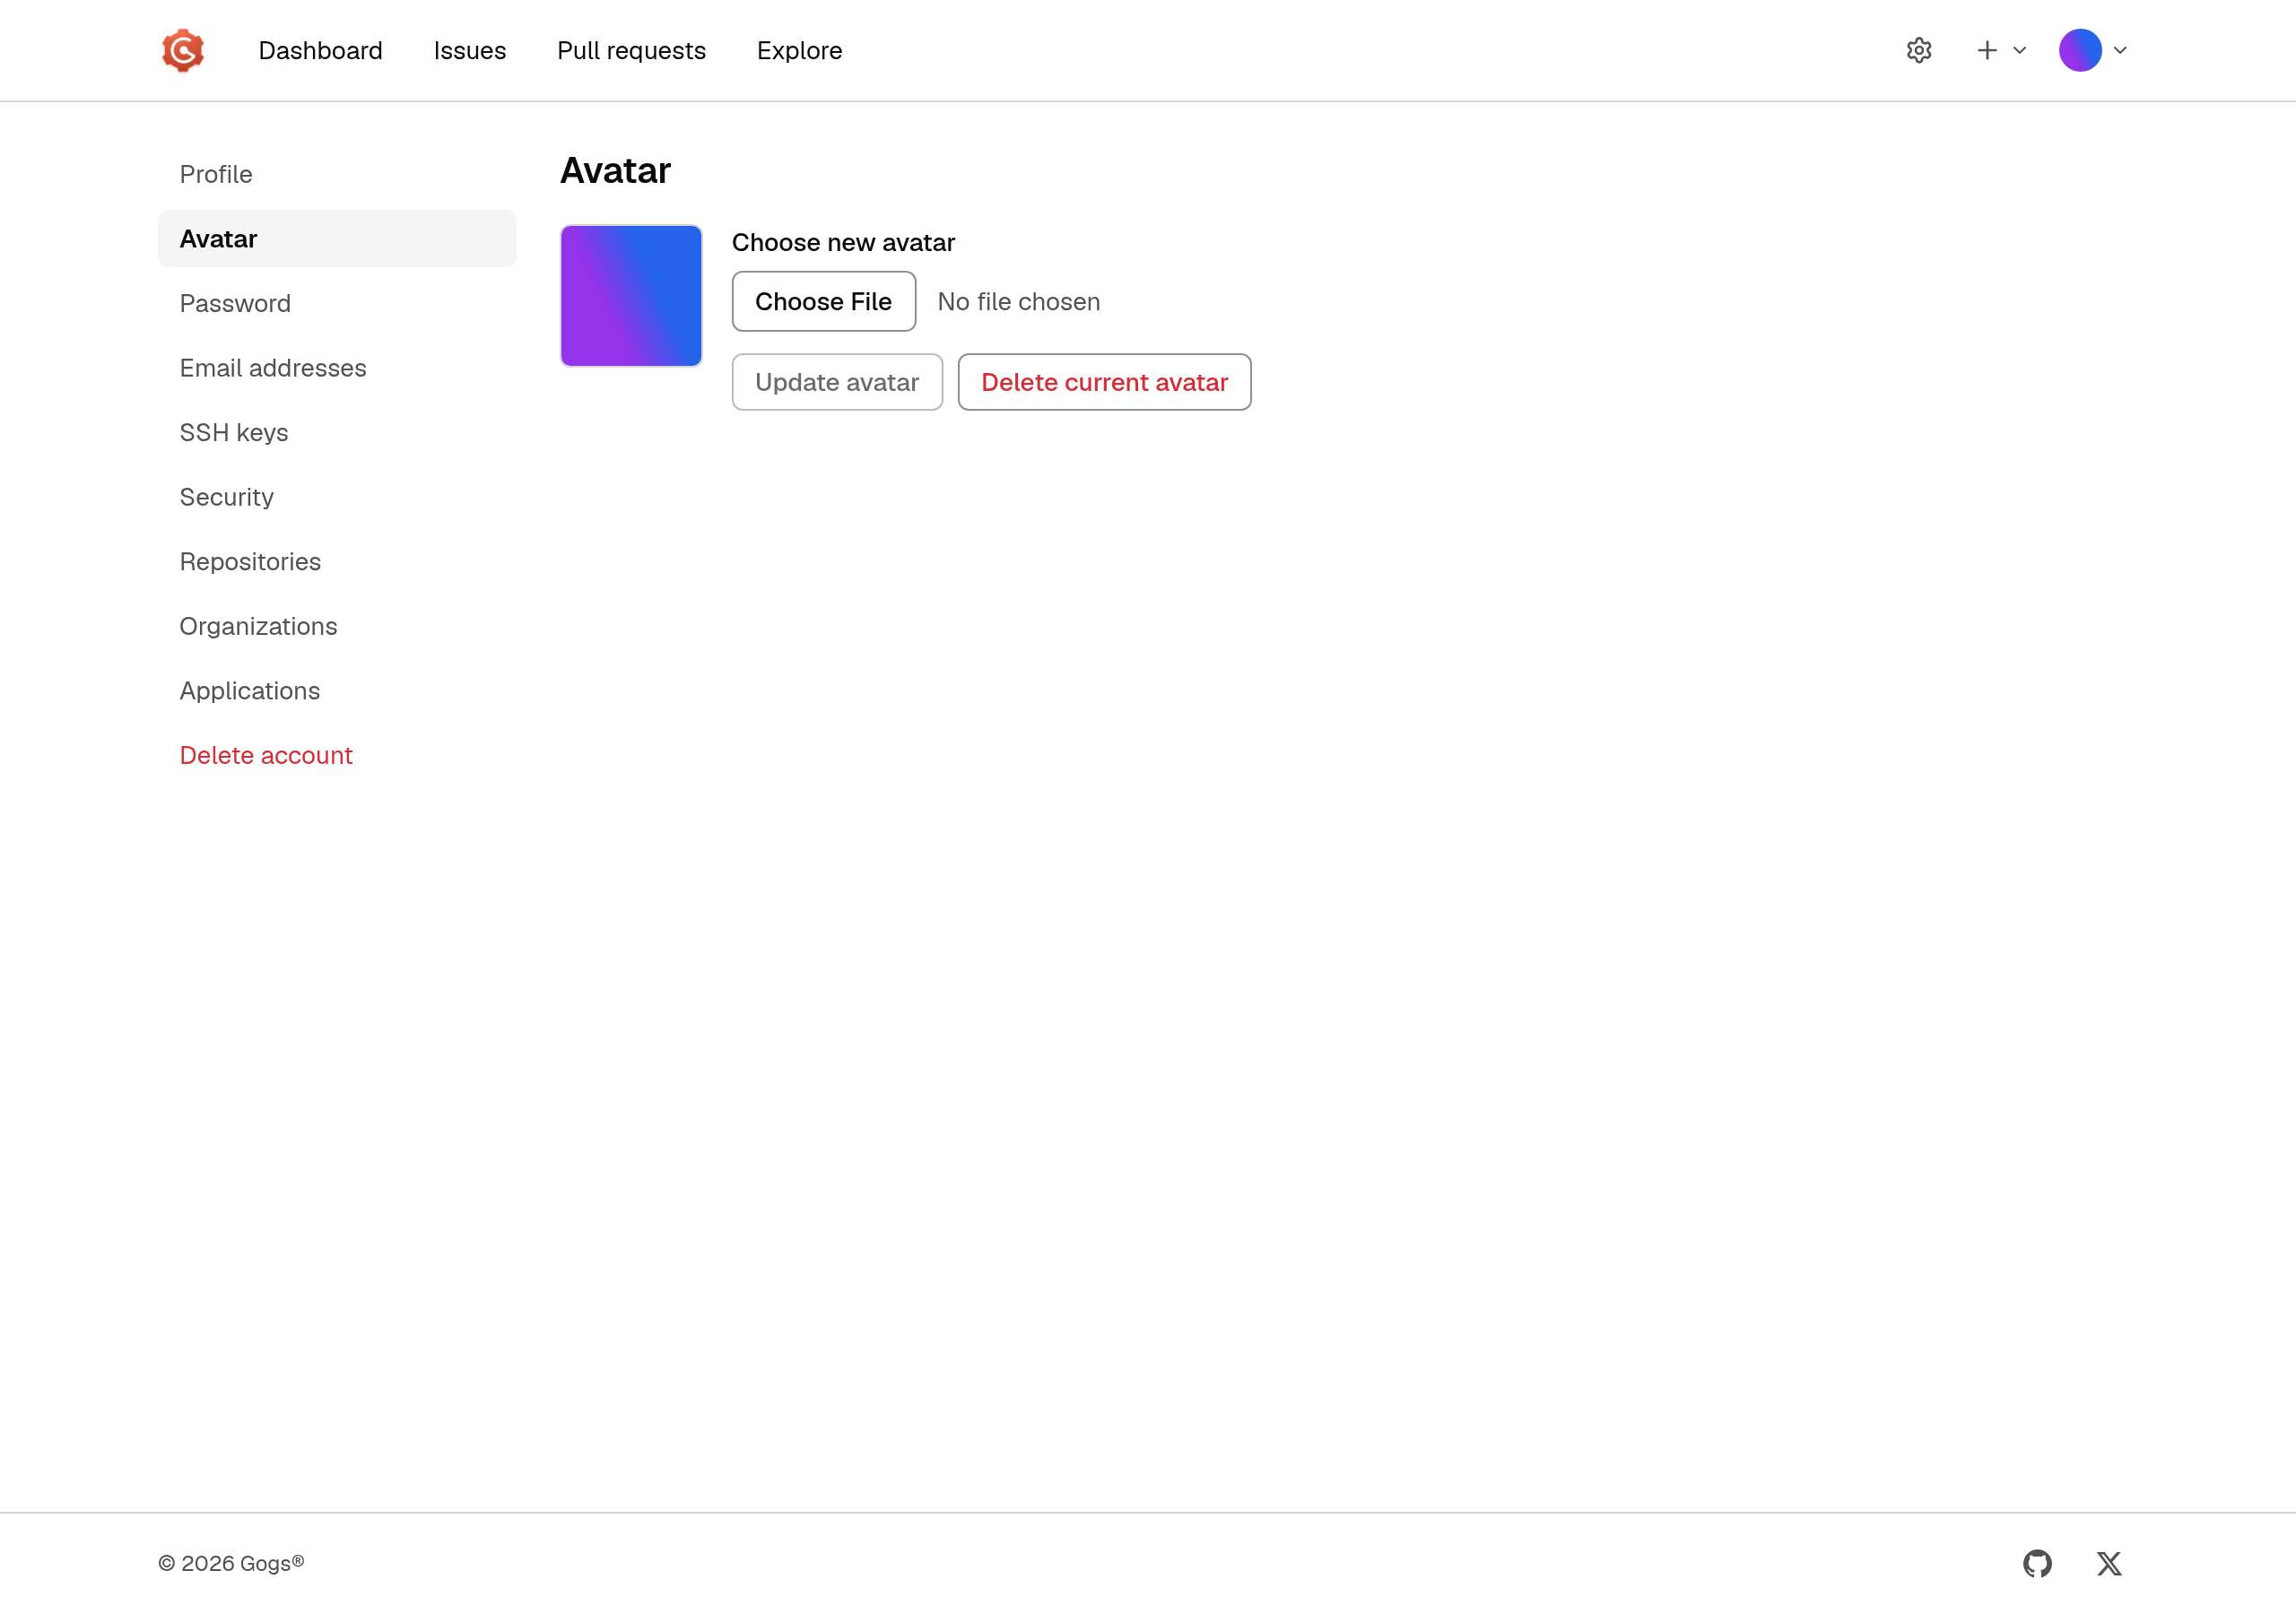 Dashboard Issues Pull requests Explore
Profile
Avatar
Password
Email addresses
SSH keys
Security
Repositories
Organizations
Applications
Delete account
Avatar
Choose new avatar
Choose File No file chosen
Update avatar Delete current avatar
© 2026 Gogs®